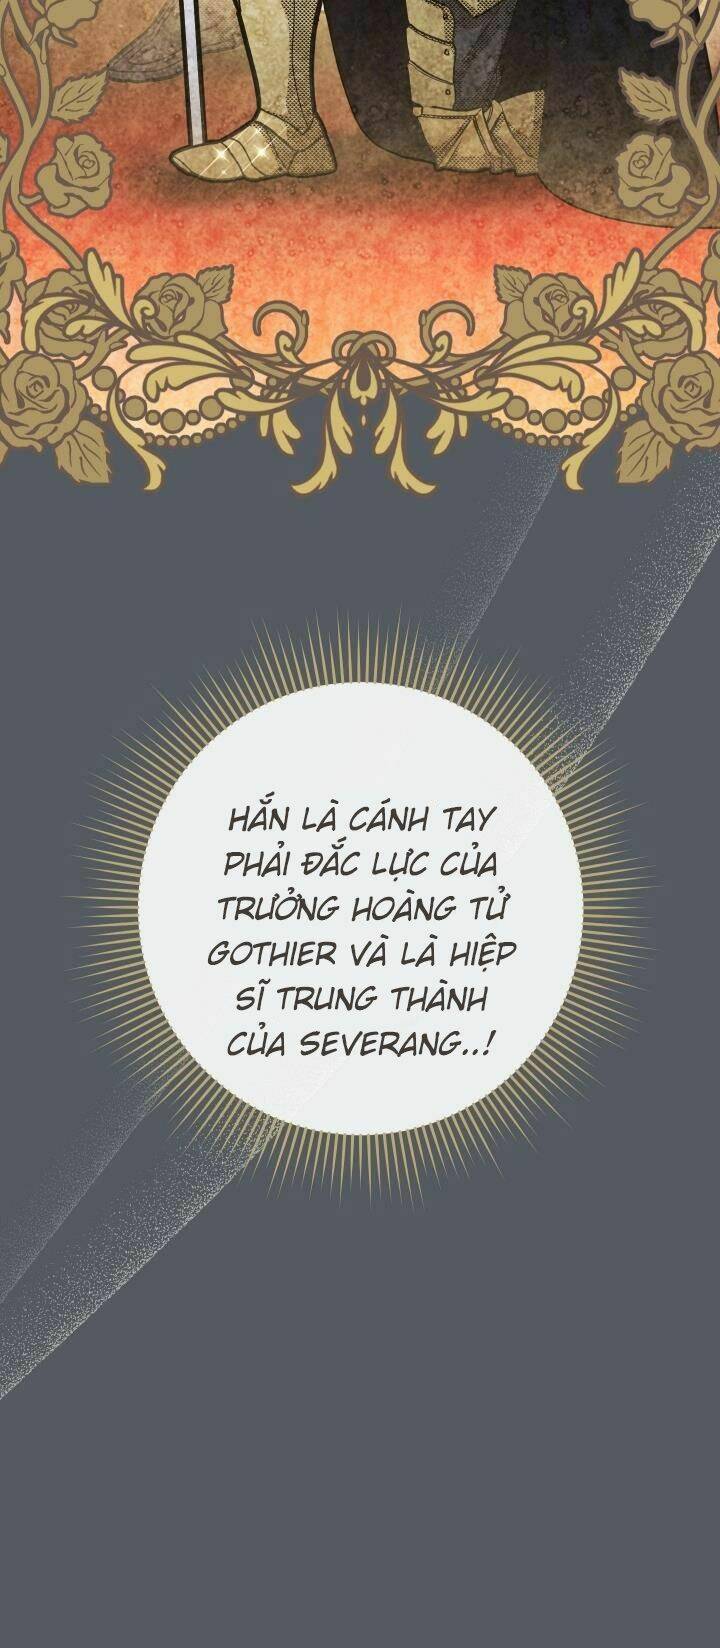 HẮN LÀ CÁNH TAY
PHẢI ĐẮC LỰC CỦA
TRƯỞNG HOÀNG TỬ
GOTHIER VÀ LÀ HIỆP
SĨ TRUNG THÀNH
CỦA SEVERANG..!